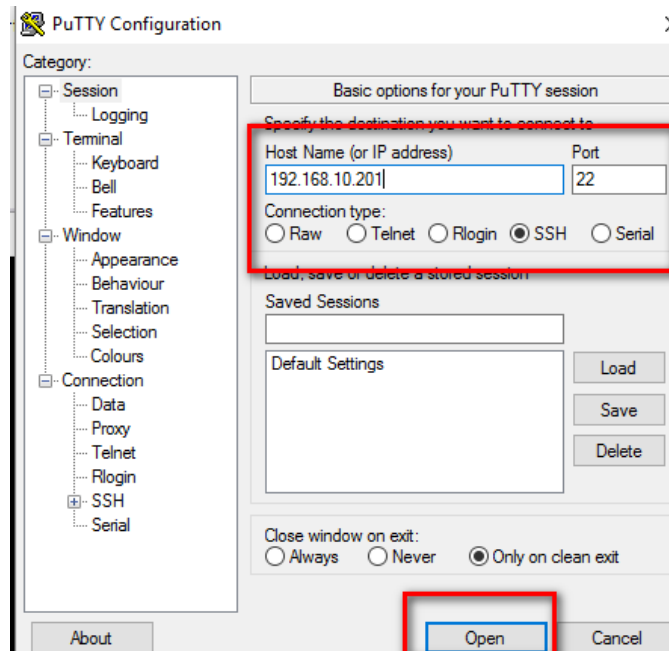 PuTTY Configuration
Category:
Session
Logging
Terminal
Keyboard
Bell
Features
Window
Appearance
Behaviour
Translation
Selection
Colours
Connection
Data
Proxy
Telnet
Rlogin
SSH
Serial
Basic options for your PuTTY session
Specify the destination you want to connect to
Host Name (or IP address) Port
192.168.10.201 22
Connection type:
Raw Telnet Rlogin SSH Serial
Load, save or delete a stored session
Saved Sessions
Default Settings
Load
Save
Delete
Close window on exit:
Always Never Only on clean exit
About Open Cancel